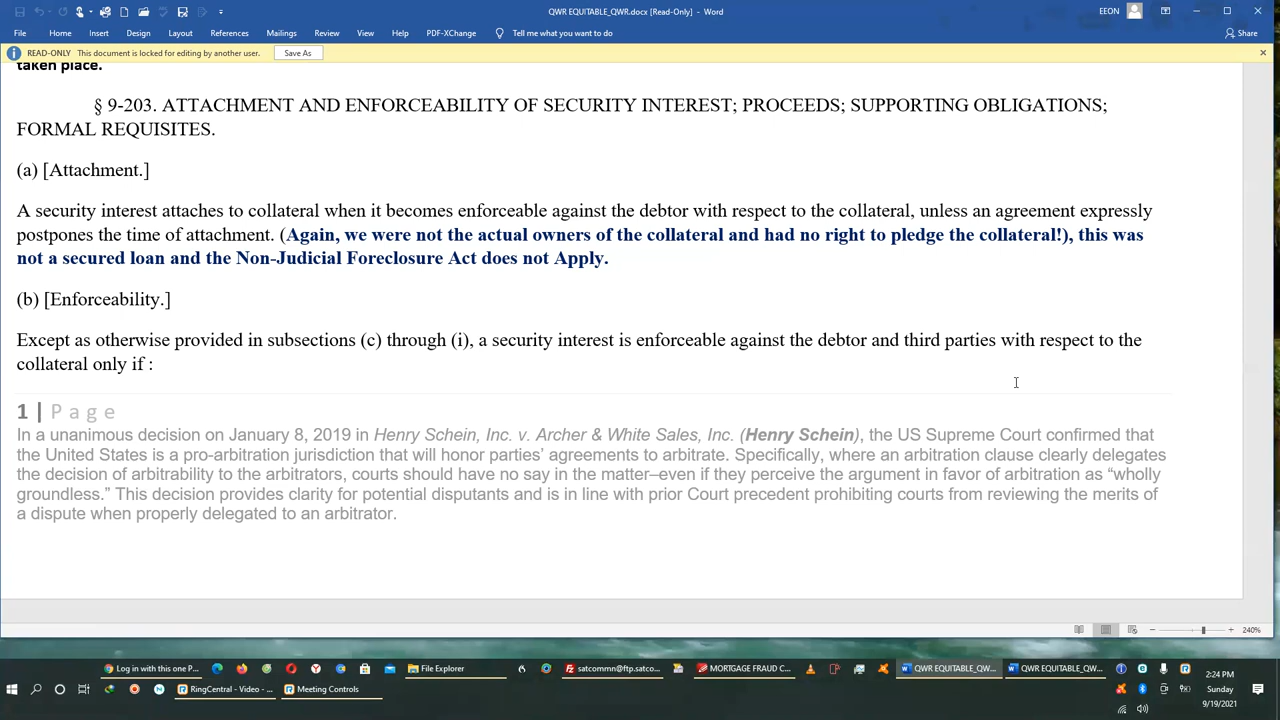 QWR EQUITABLE_QWR.docx [Read-Only] - Word
EEON
File Home Insert Design Layout References Mailings Review View Help PDF-XChange Tell me what you want to do Share
READ-ONLY This document is locked for editing by another user. Save As
taken place.
§ 9-203. ATTACHMENT AND ENFORCEABILITY OF SECURITY INTEREST; PROCEEDS; SUPPORTING OBLIGATIONS;
FORMAL REQUISITES.
(a) [Attachment.]
A security interest attaches to collateral when it becomes enforceable against the debtor with respect to the collateral, unless an agreement expressly
postpones the time of attachment. (Again, we were not the actual owners of the collateral and had no right to pledge the collateral!), this was
not a secured loan and the Non-Judicial Foreclosure Act does not Apply.
(b) [Enforceability.]
Except as otherwise provided in subsections (c) through (i), a security interest is enforceable against the debtor and third parties with respect to the
collateral only if :
1 | Page
In a unanimous decision on January 8, 2019 in Henry Schein, Inc. v. Archer & White Sales, Inc. (Henry Schein), the US Supreme Court confirmed that
the United States is a pro-arbitration jurisdiction that will honor parties’ agreements to arbitrate. Specifically, where an arbitration clause clearly delegates
the decision of arbitrability to the arbitrators, courts should have no say in the matter–even if they perceive the argument in favor of arbitration as “wholly
groundless.” This decision provides clarity for potential disputants and is in line with prior Court precedent prohibiting courts from reviewing the merits of
a dispute when properly delegated to an arbitrator.
240%
Log in with this one P... File Explorer satcommn@ftp.satco... MORTGAGE FRAUD C... QWR EQUITABLE_QW... QWR EQUITABLE_QW...
RingCentral - Video - ... Meeting Controls
2:24 PM
Sunday
9/19/2021